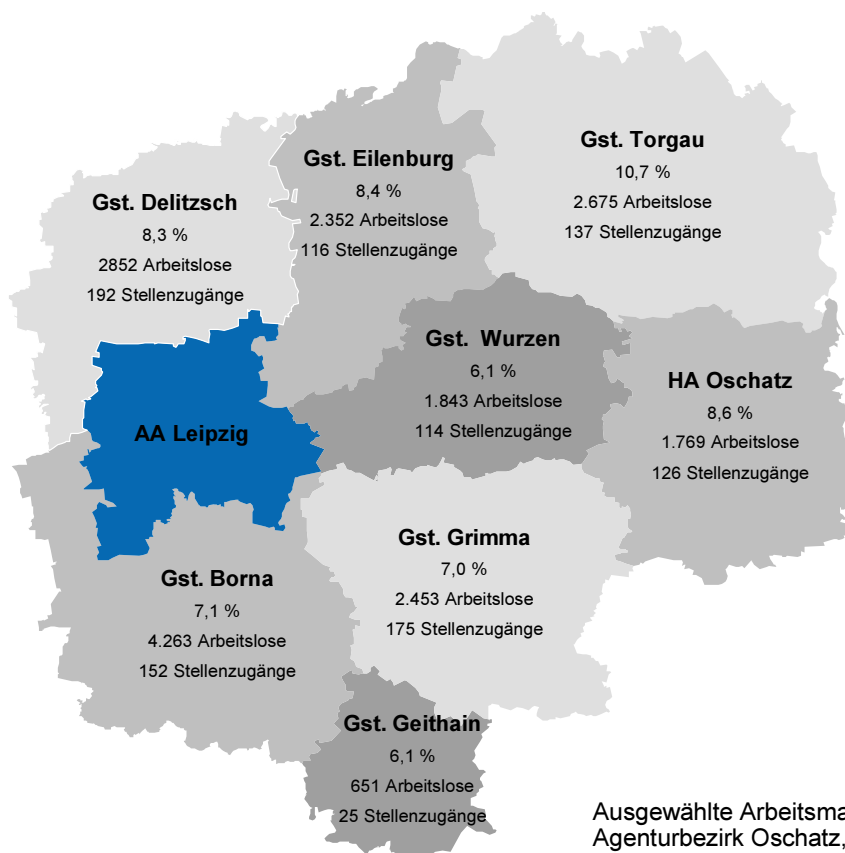 Gst. Torgau
10,7 %
2.675 Arbeitslose
137 Stellenzugänge
Gst. Eilenburg
8,4 %
2.352 Arbeitslose
116 Stellenzugänge
Gst. Delitzsch
8,3 %
2852 Arbeitslose
192 Stellenzugänge
Gst. Wurzen
6,1 %
1.843 Arbeitslose
114 Stellenzugänge
HA Oschatz
8,6 %
1.769 Arbeitslose
126 Stellenzugänge
AA Leipzig
Gst. Grimma
7,0 %
2.453 Arbeitslose
175 Stellenzugänge
Gst. Borna
7,1 %
4.263 Arbeitslose
152 Stellenzugänge
Gst. Geithain
6,1 %
651 Arbeitslose
25 Stellenzugänge
Ausgewählte Arbeitsma
Agenturbezirk Oschatz,